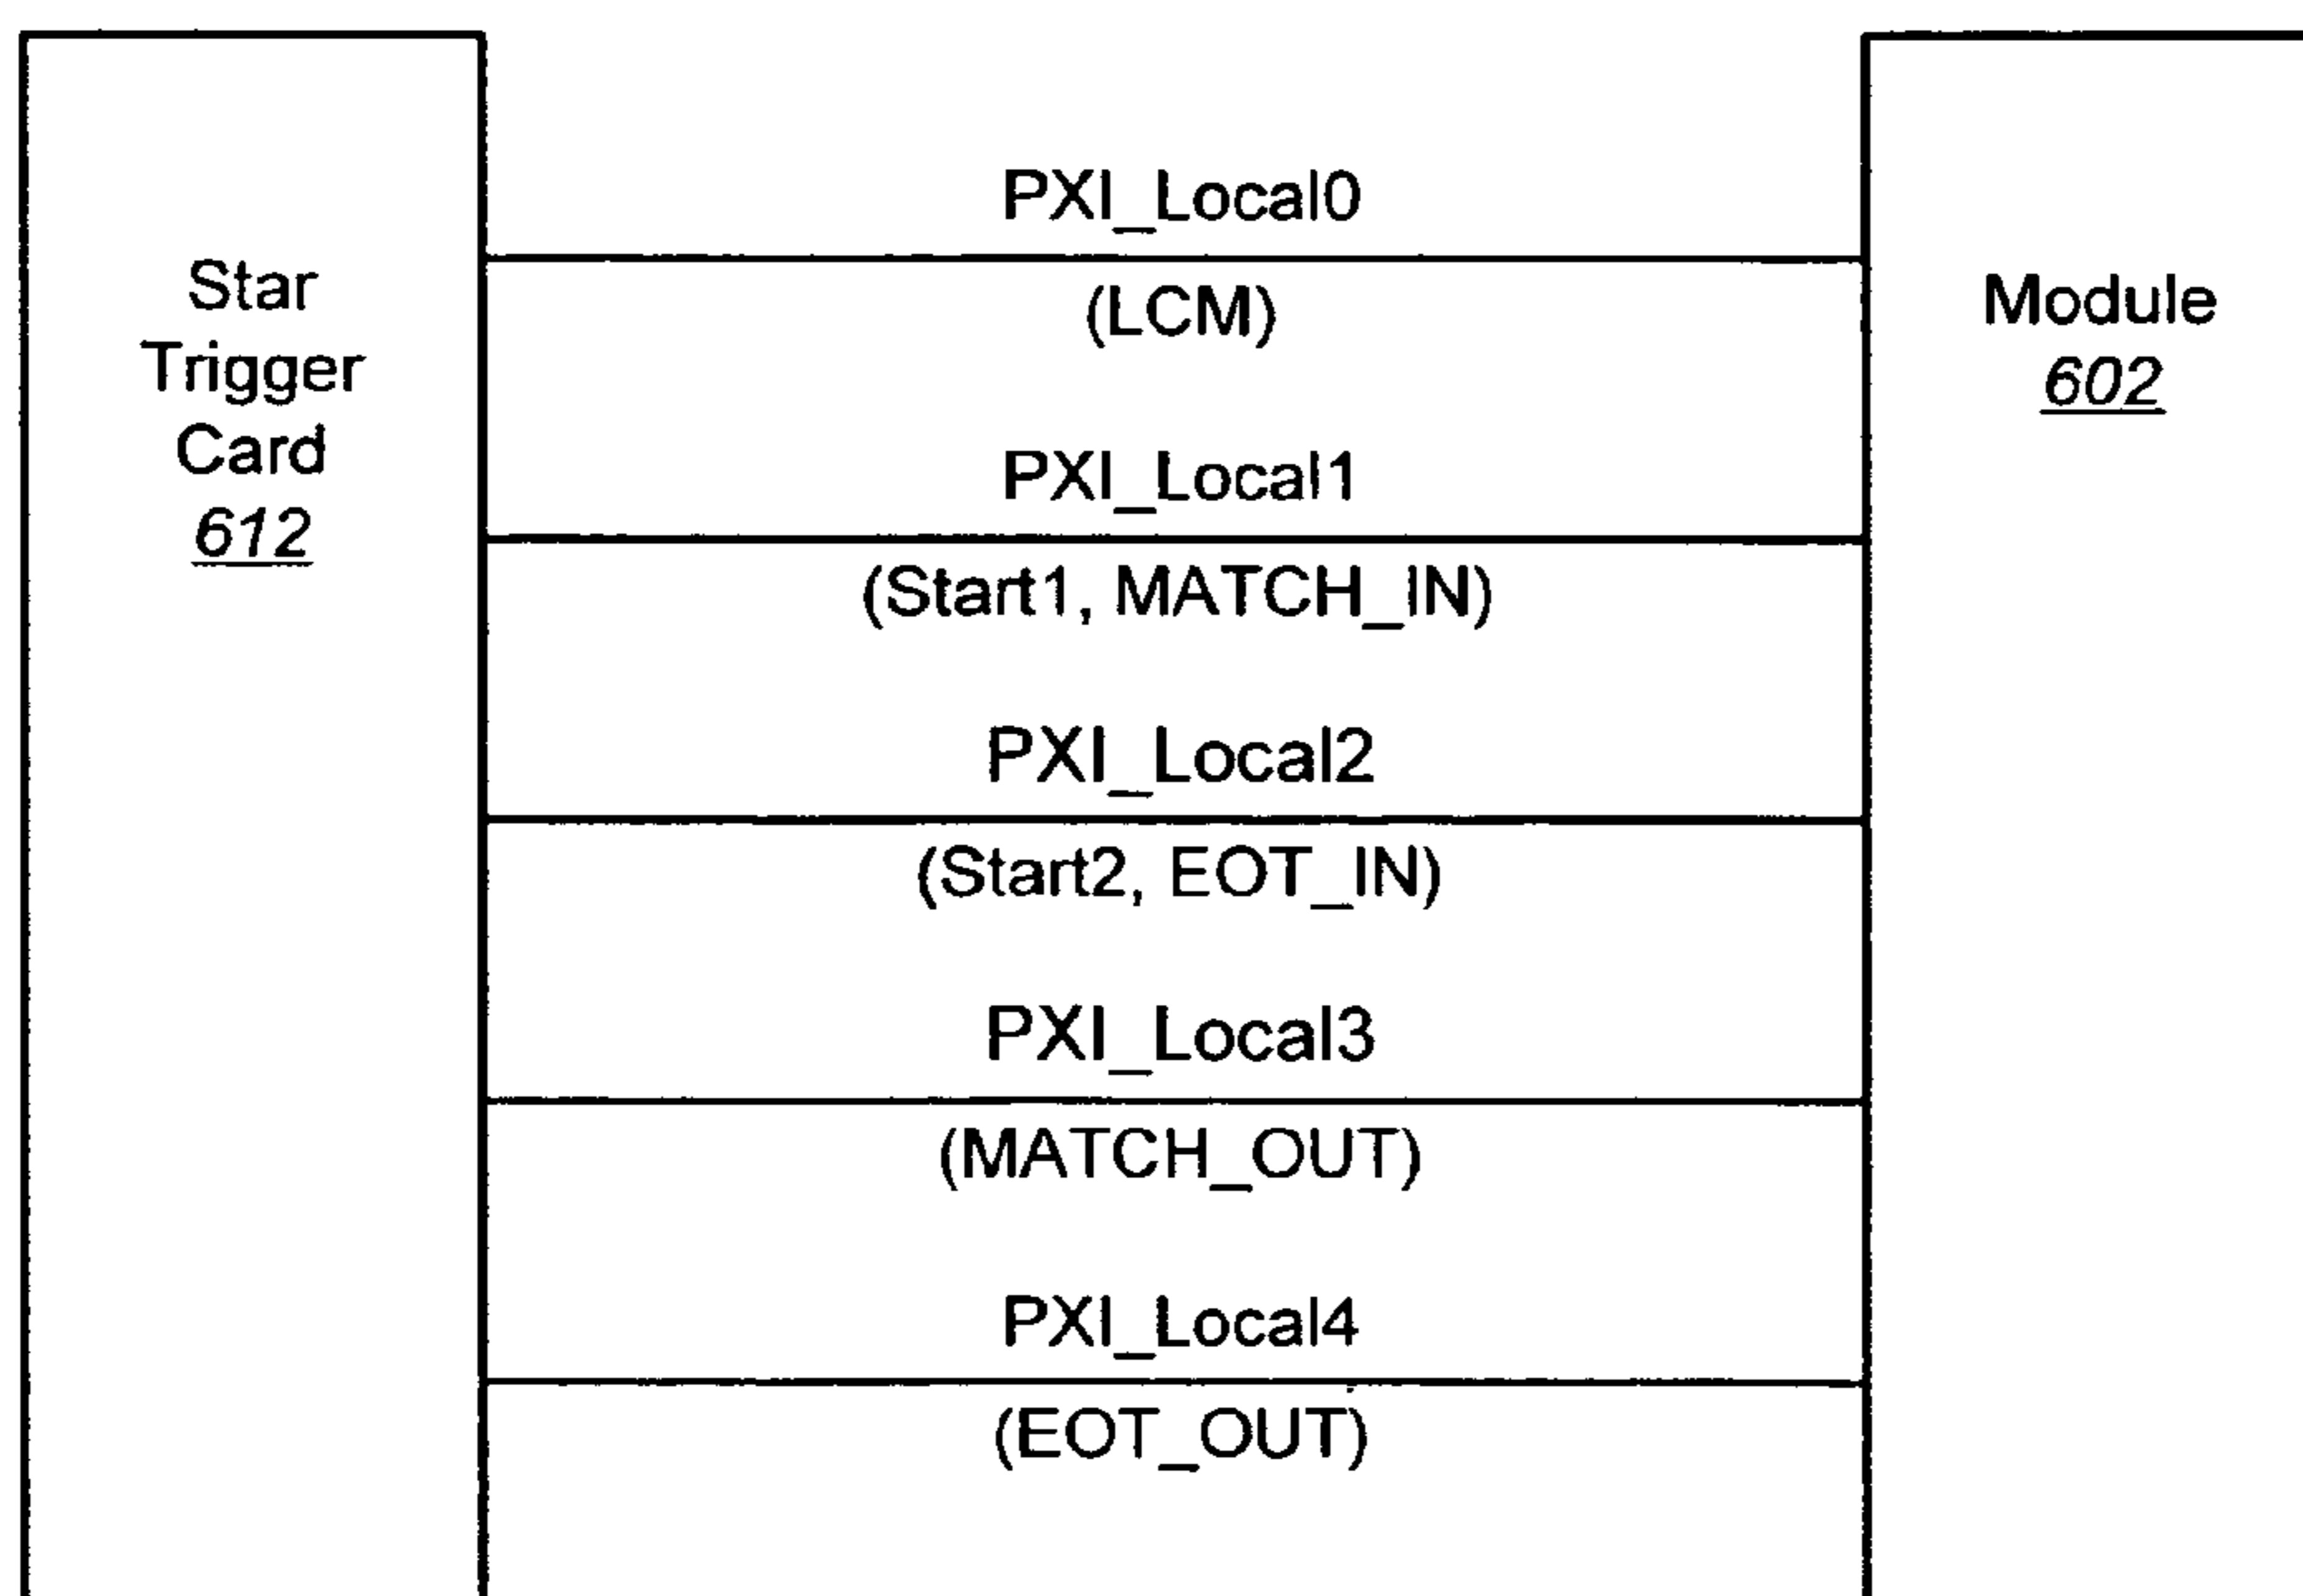 Star
Trigger
Card
612
PXI_Local0
(LCM)
PXI_Local1
(Start1, MATCH_IN)
PXI_Local2
(Start2, EOT_IN)
PXI_Local3
(MATCH_OUT)
PXI_Local4
(EOT_OUT)
Module
602